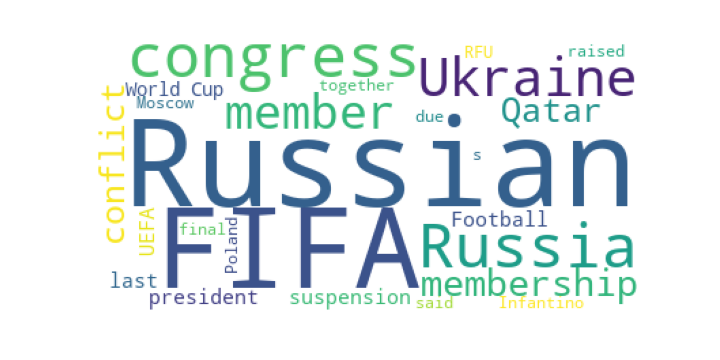 congress
RFU
raised
Ukraine
World Cup
together
Moscow
member
due
Qatar
conflict
Russian
s
UEFA
FIFA
final
Poland
Football
Russia
last
membership
president
suspension
said
Infantino